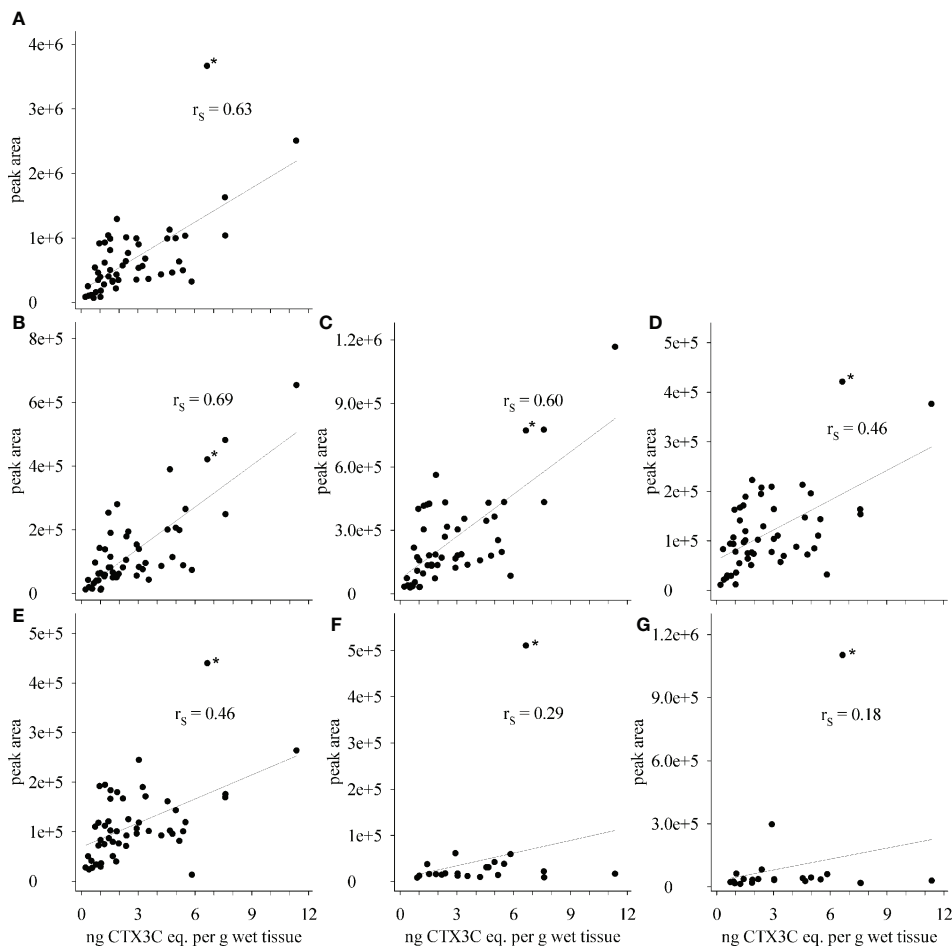 A
4e+6
3e+6
2e+6
1e+6
0
peak area
*
rS = 0.63
B
8e+5
6e+5
4e+5
2e+5
0
peak area
rS = 0.69
*
C
1.2e+6
9.0e+5
6.0e+5
3.0e+5
0
peak area
rS = 0.60
*
D
5e+5
4e+5
3e+5
2e+5
1e+5
0
peak area
*
rS = 0.46
E
5e+5
4e+5
3e+5
2e+5
1e+5
0
peak area
*
rS = 0.46
0 3 6 9 12
ng CTX3C eq. per g wet tissue
F
5e+5
4e+5
3e+5
2e+5
1e+5
0
peak area
*
rS = 0.29
0 3 6 9 12
ng CTX3C eq. per g wet tissue
G
1.2e+6
9.0e+5
6.0e+5
3.0e+5
0
peak area
*
rS = 0.18
0 3 6 9 12
ng CTX3C eq. per g wet tissue